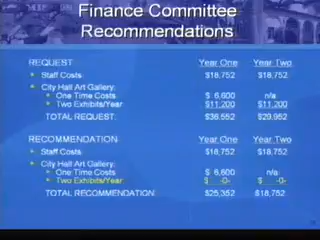 Finance Committee
Recommendations
REQUEST Year One Year Two
Staff Costs $18,752 $18,752
City Hall Art Gallery:
One Time Costs $ 6,600 n/a
Two Exhibits/Year $11,200 $11,200
TOTAL REQUEST: $36,552 $29,952
RECOMMENDATION Year One Year Two
Staff Costs $18,752 $18,752
City Hall Art Gallery:
One Time Costs $ 6,600 n/a
Two Exhibits/Year $ -0- $ -0-
TOTAL RECOMMENDATION: $25,352 $18,752